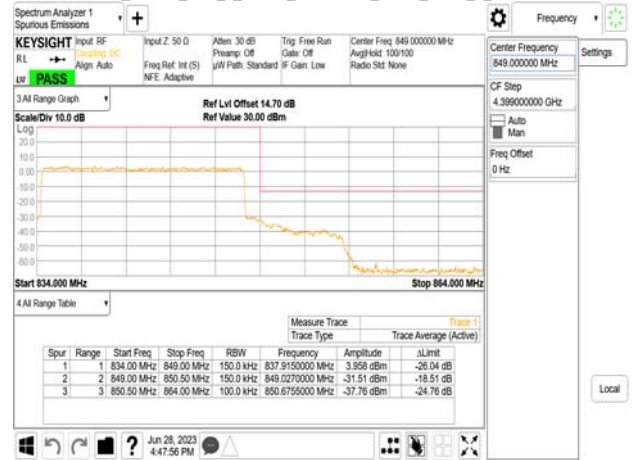 Spectrum Analyzer 1
Spurious Emissions
Frequency
KEYSIGHT Input: RF Input Z: 50 Ω Atten: 30 dB Trig: Free Run Center Freq: 849.000000 MHz
Coupling: DC Preamp: Off Gate: Off Avg|Hold: 100/100
RL Align: Auto Freq Ref: Int (S) µW Path: Standard IF Gain: Low Radio Std: None
NFE: Adaptive
LV PASS
Center Frequency
849.000000 MHz
Settings
CF Step
4.399000000 GHz
Auto
Man
Freq Offset
0 Hz
3 All Range Graph
Ref Lvl Offset 14.70 dB
Scale/Div 10.0 dB Ref Value 30.00 dBm
Log
20.0
10.0
0.00
-10.0
-20.0
-30.0
-40.0
-50.0
-60.0
Start 834.000 MHz Stop 864.000 MHz
4 All Range Table
Measure Trace Trace 1
Trace Type Trace Average (Active)
Spur Range Start Freq Stop Freq RBW Frequency Amplitude ΔLimit
1 1 834.00 MHz 849.00 MHz 150.0 kHz 837.9150000 MHz 3.958 dBm -26.04 dB
2 2 849.00 MHz 850.50 MHz 150.0 kHz 849.0270000 MHz -31.51 dBm -18.51 dB
3 3 850.50 MHz 864.00 MHz 100.0 kHz 850.6755000 MHz -37.76 dBm -24.76 dB
Local
Jun 28, 2023
4:47:56 PM